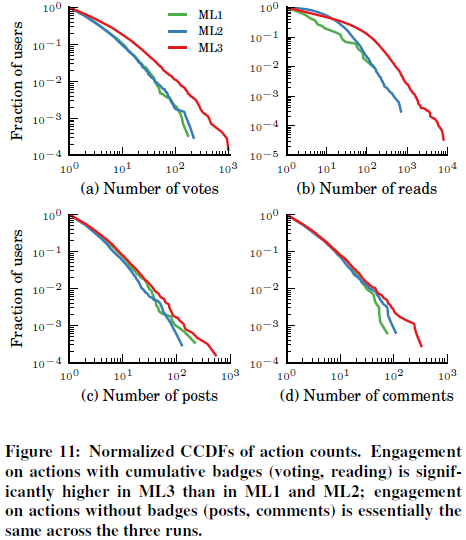 Fraction of users
10^0
10^-1
10^-2
10^-3
10^-4
10^0 10^1 10^2 10^3
ML1
ML2
ML3
(a) Number of votes
10^0
10^-1
10^-2
10^-3
10^-4
10^-5
10^0 10^1 10^2 10^3 10^4
(b) Number of reads
Fraction of users
10^0
10^-1
10^-2
10^-3
10^-4
10^0 10^1 10^2 10^3
(c) Number of posts
10^0
10^-1
10^-2
10^-3
10^-4
10^0 10^1 10^2 10^3
(d) Number of comments
Figure 11: Normalized CCDFs of action counts. Engagement
on actions with cumulative badges (voting, reading) is signif-
icantly higher in ML3 than in ML1 and ML2; engagement
on actions without badges (posts, comments) is essentially the
same across the three runs.